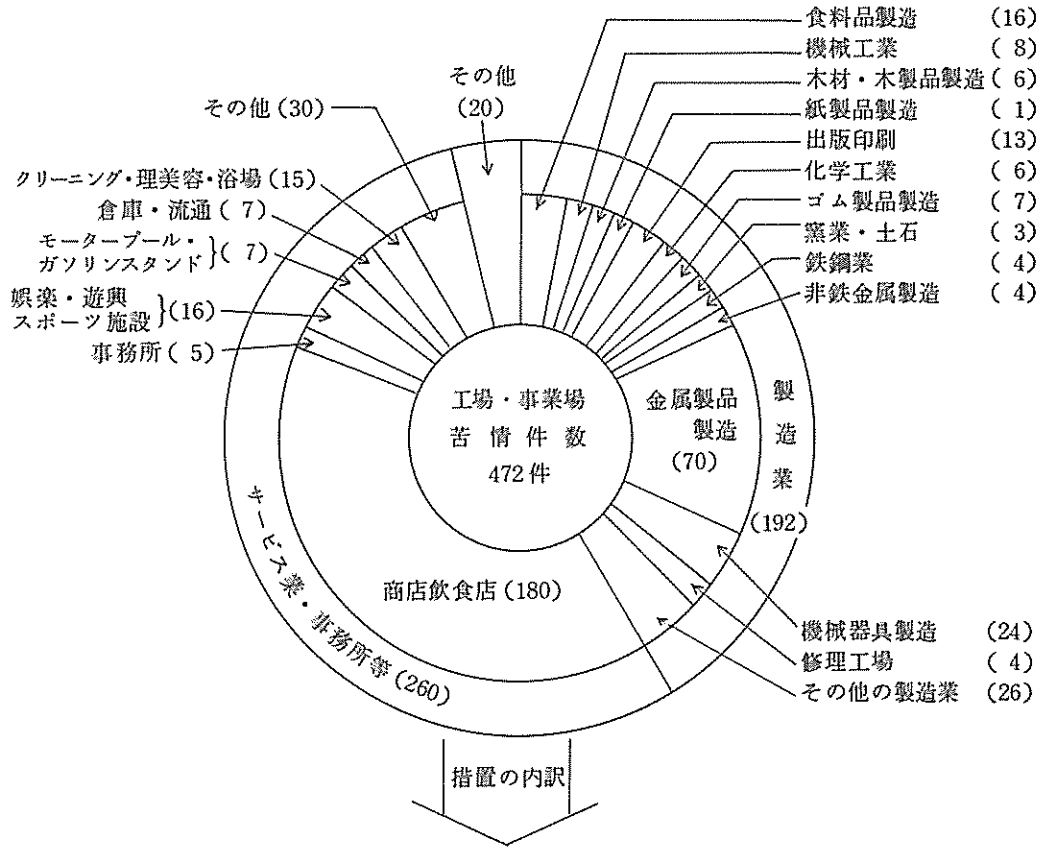 食料品製造 (16)
機械工業 ( 8)
木材・木製品製造 ( 6)
紙製品製造 ( 1)
出版印刷 (13)
化学工業 ( 6)
ゴム製品製造 ( 7)
窯業・土石 ( 3)
鉄鋼業 ( 4)
非鉄金属製造 ( 4)
その他
(20)
その他 (30)
クリーニング・理美容・浴場 (15)
倉庫・流通 ( 7)
モータープール・
ガソリンスタンド} ( 7)
娯楽・遊興
スポーツ施設} (16)
事務所 ( 5)
工場・事業場
苦情件数
472件
金属製品
製造
(70)
製造業
(192)
商店飲食店 (180)
サービス業・事務所等 (260)
機械器具製造 (24)
修理工場 ( 4)
その他の製造業 (26)
措置の内訳